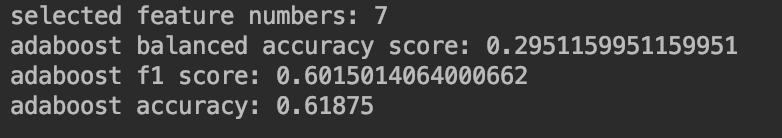 selected feature numbers: 7
adaboost balanced accuracy score: 0.2951159951159951
adaboost f1 score: 0.6015014064000662
adaboost accuracy: 0.61875